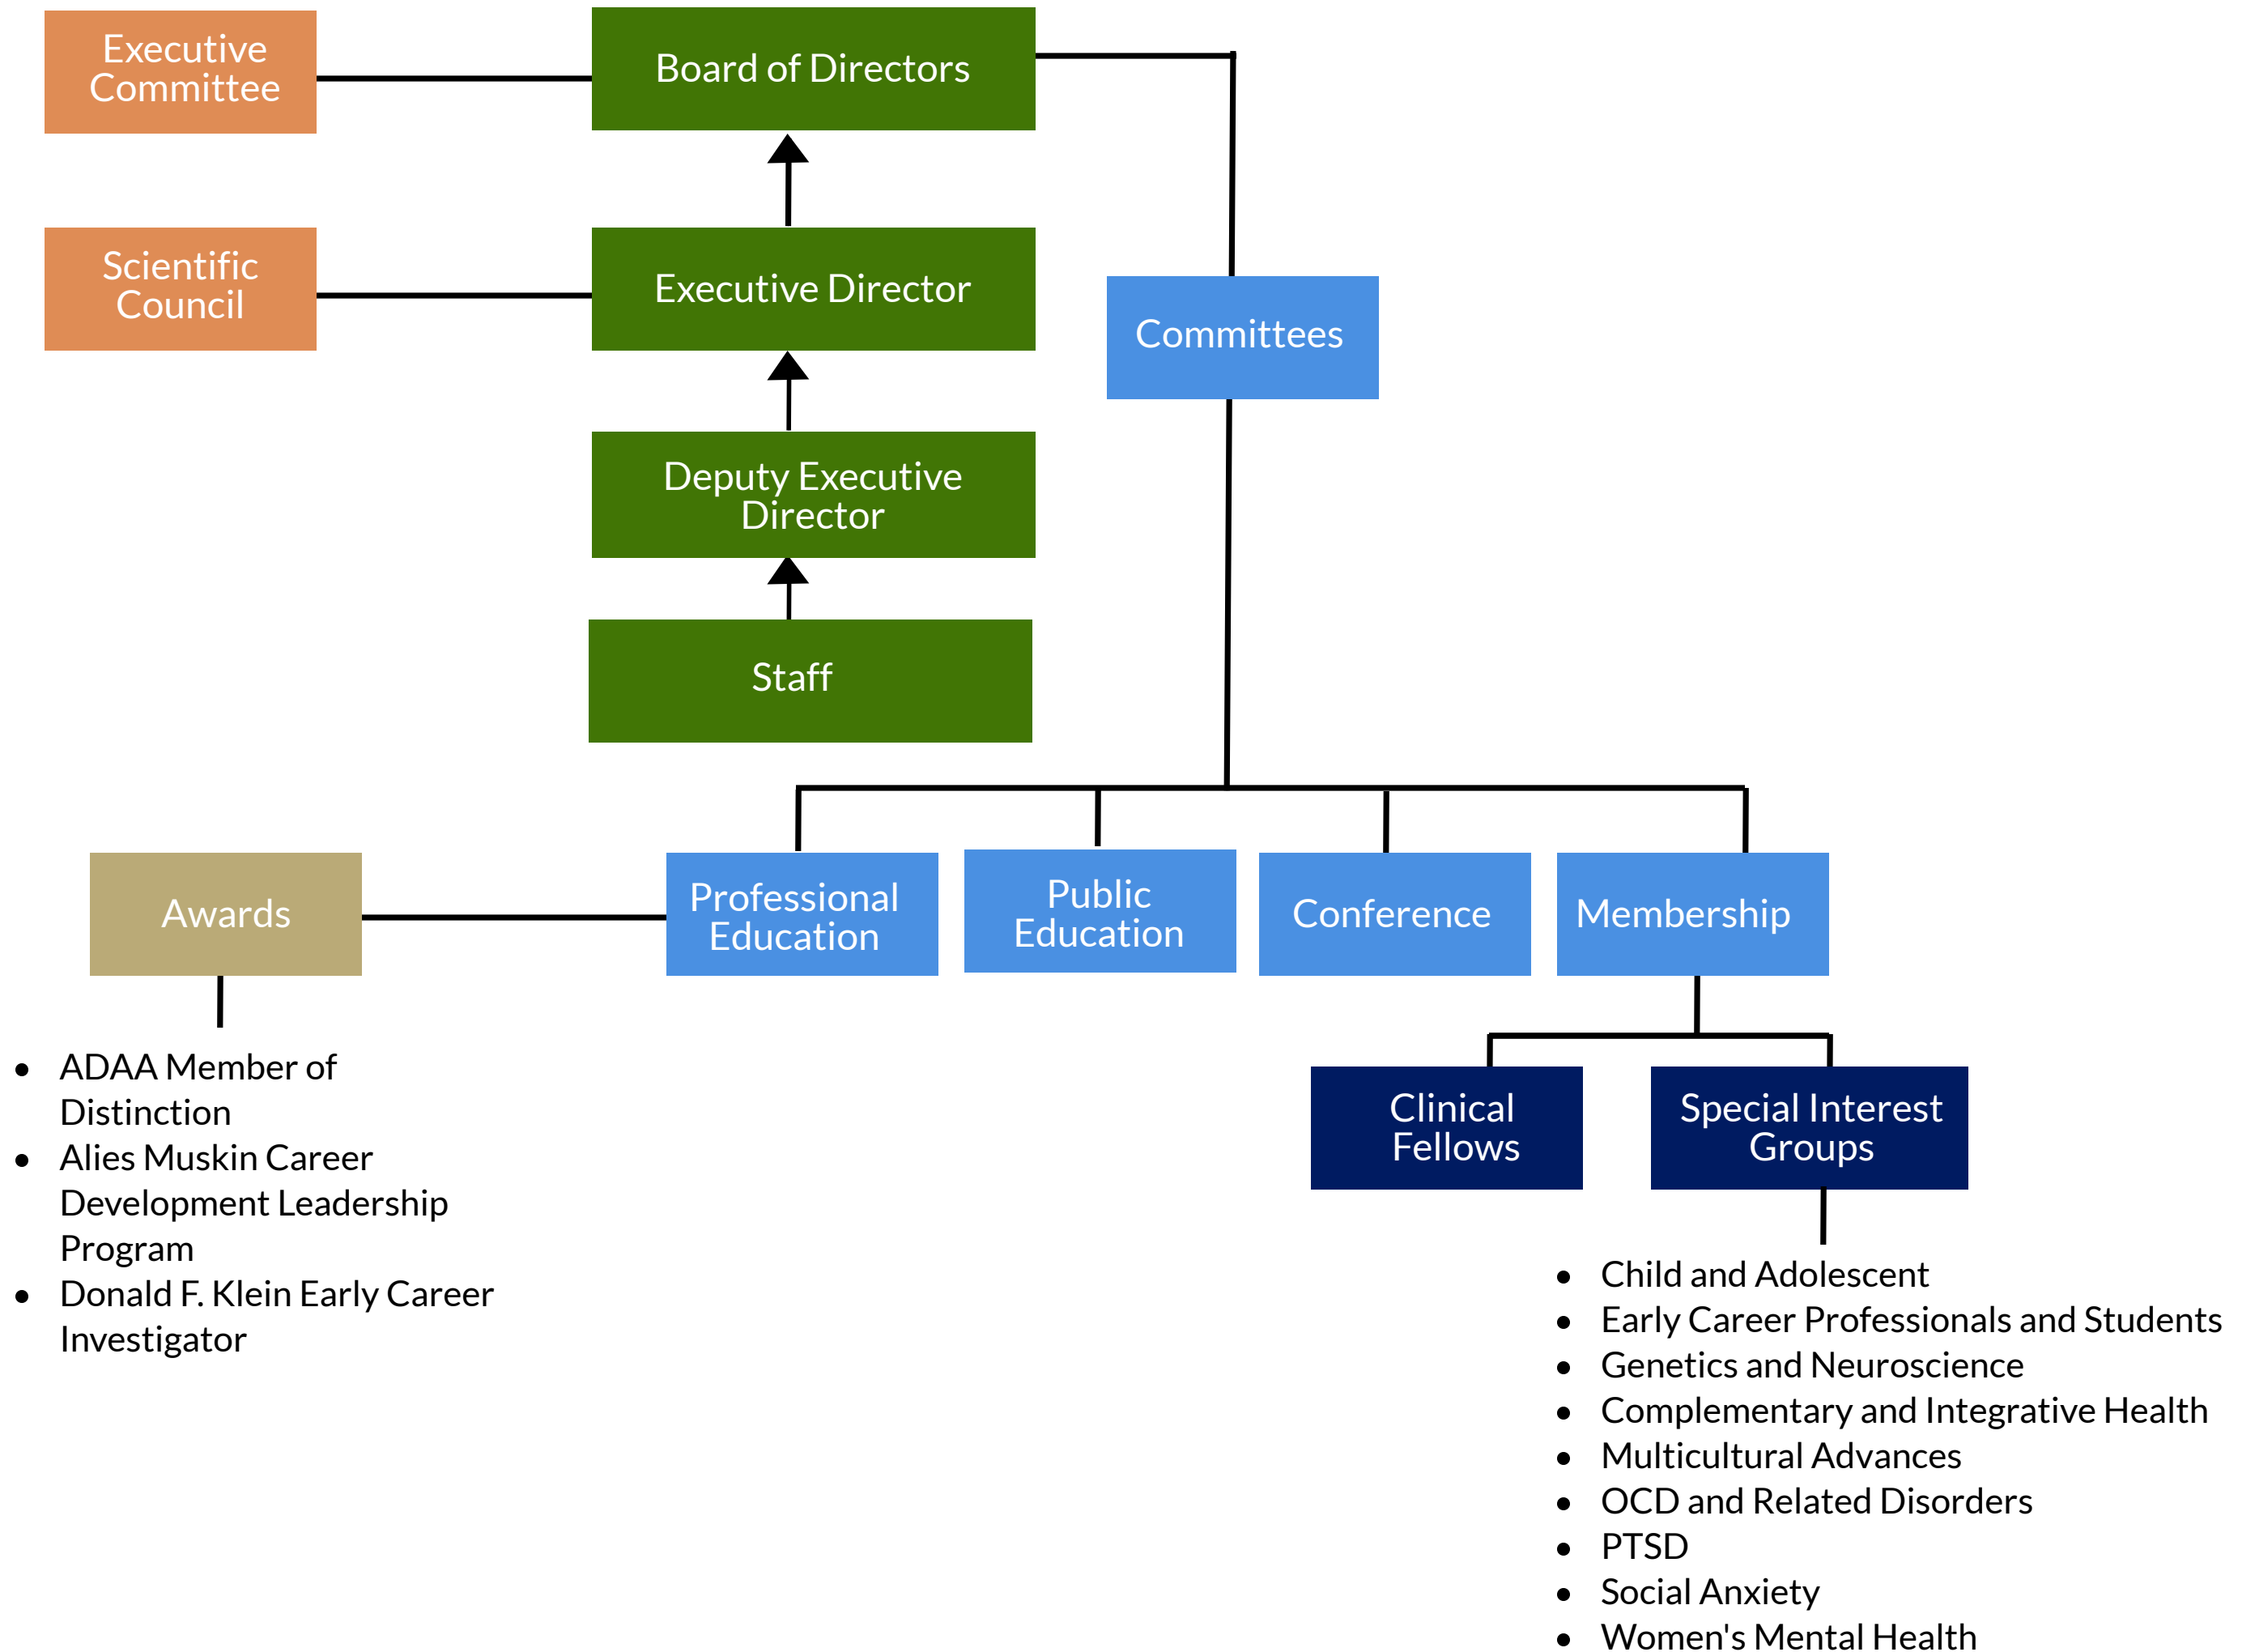 Executive
Committee
Board of Directors
Scientific
Council
Executive Director
Committees
Deputy Executive
Director
Staff
Awards
Professional
Education
Public
Education
Conference
Membership
Clinical
Fellows
Special Interest
Groups
• ADAA Member of
Distinction
• Alies Muskin Career
Development Leadership
Program
• Donald F. Klein Early Career
Investigator
• Child and Adolescent
• Early Career Professionals and Students
• Genetics and Neuroscience
• Complementary and Integrative Health
• Multicultural Advances
• OCD and Related Disorders
• PTSD
• Social Anxiety
• Women's Mental Health